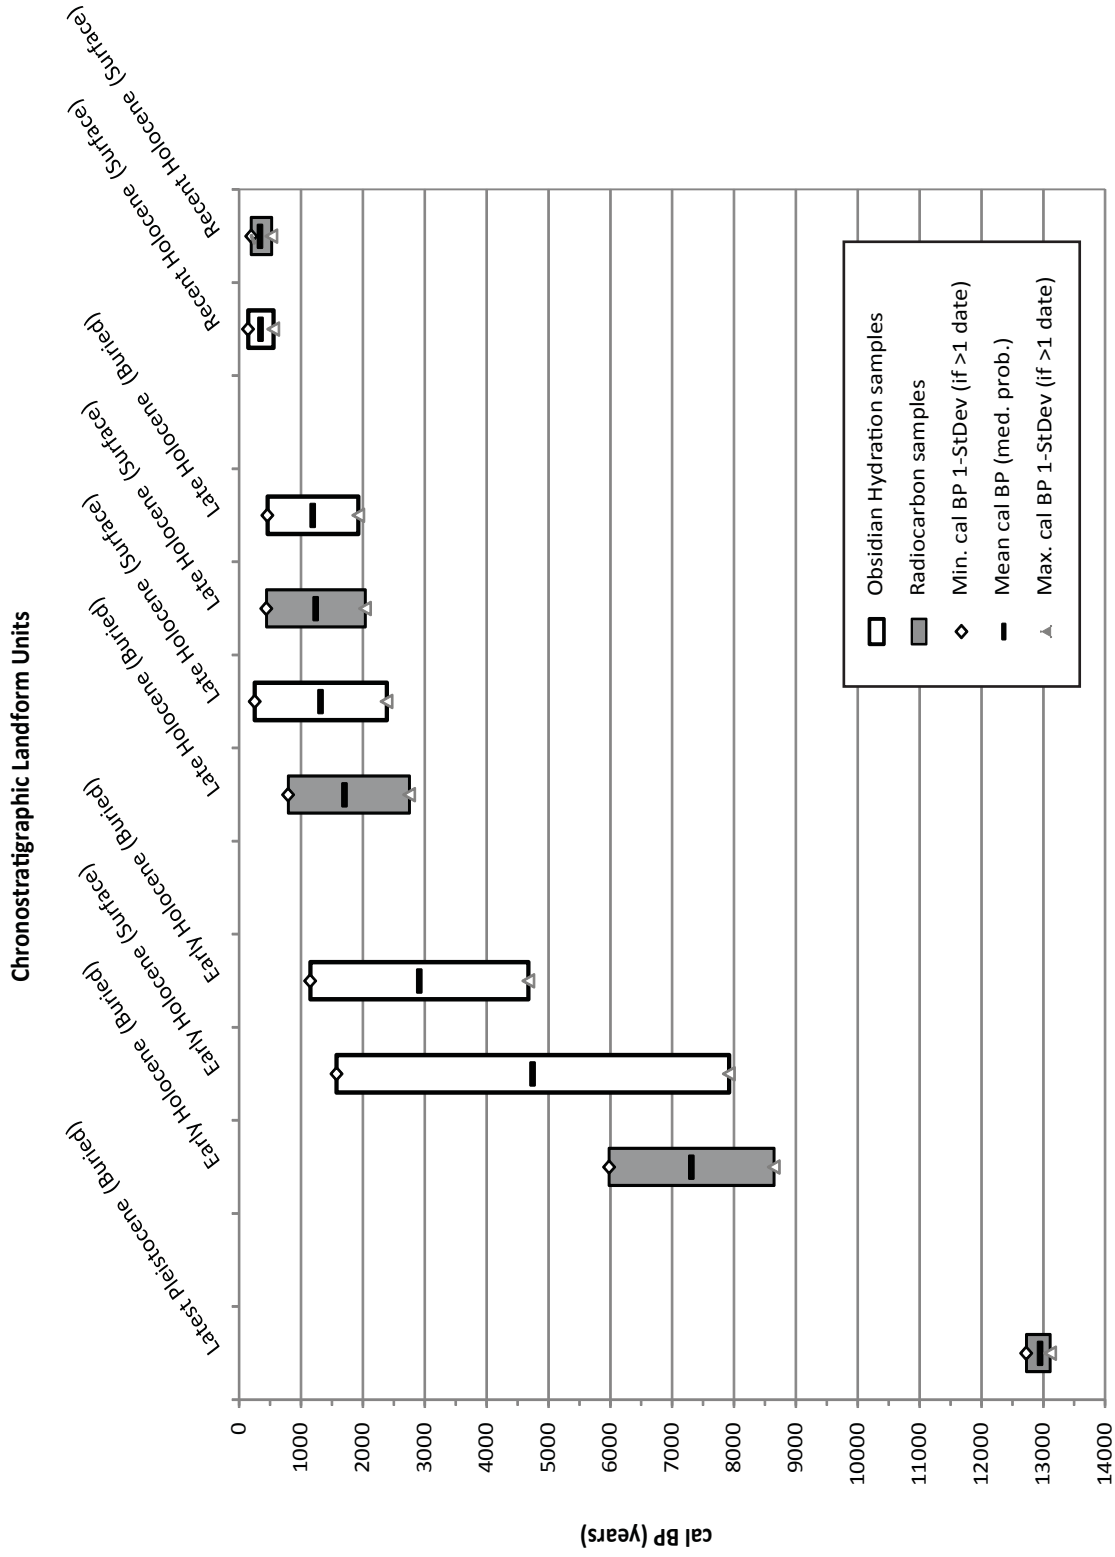 Chronostratigraphic Landform Units
Latest Pleistocene (Buried)
Early Holocene (Buried)
Early Holocene (Surface)
Early Holocene (Buried)
Late Holocene (Buried)
Late Holocene (Surface)
Late Holocene (Surface)
Late Holocene (Buried)
Recent Holocene (Surface)
Recent Holocene (Surface)
cal BP (years)
0
1000
2000
3000
4000
5000
6000
7000
8000
9000
10000
11000
12000
13000
14000
Obsidian Hydration samples
Radiocarbon samples
Min. cal BP 1-StDev (if >1 date)
Mean cal BP (med. prob.)
Max. cal BP 1-StDev (if >1 date)